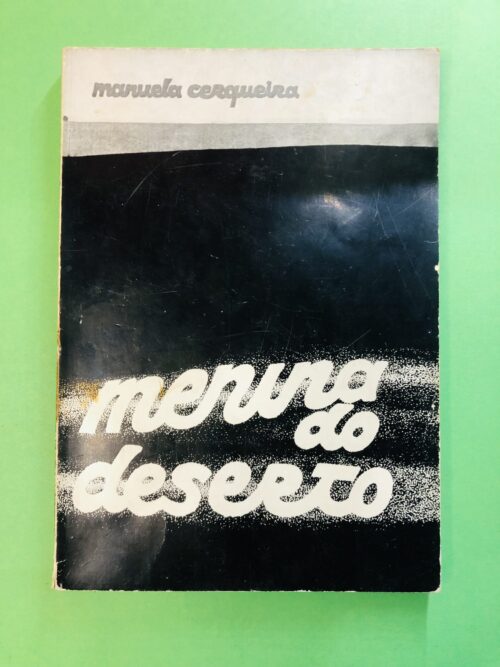 manuela cerqueira
menina
do
deserto